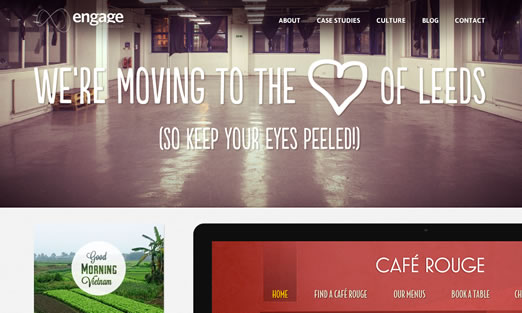 engage
ABOUT CASE STUDIES CULTURE BLOG CONTACT
WE'RE MOVING TO THE OF LEEDS
(SO KEEP YOUR EYES PEELED!)
Good
MORNING
Vietnam
CAFÉ ROUGE
HOME FIND A CAFÉ ROUGE OUR MENUS BOOK A TABLE CH